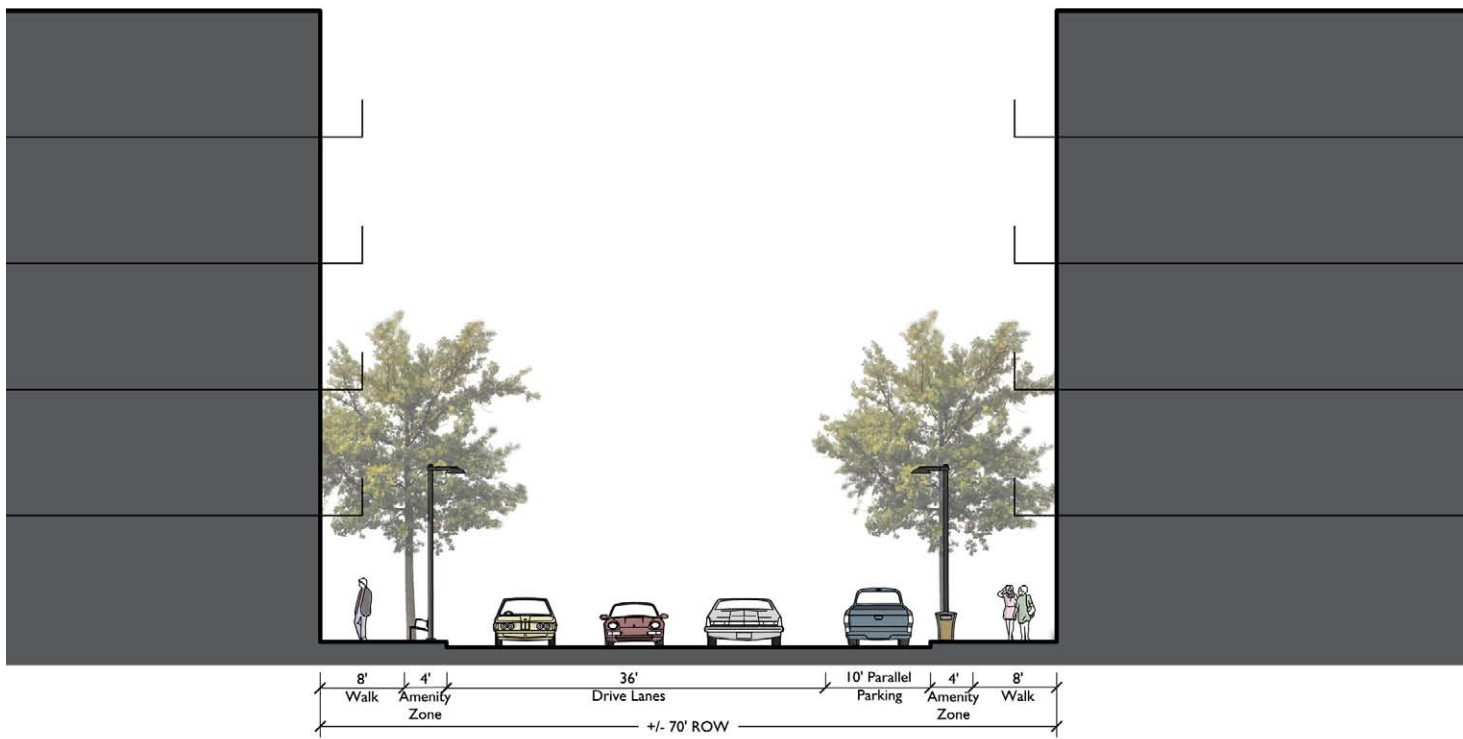 8' 4' 36' 10' Parallel 4' 8'
Walk Amenity Drive Lanes Parking Amenity Walk
Zone Zone
+/- 70' ROW